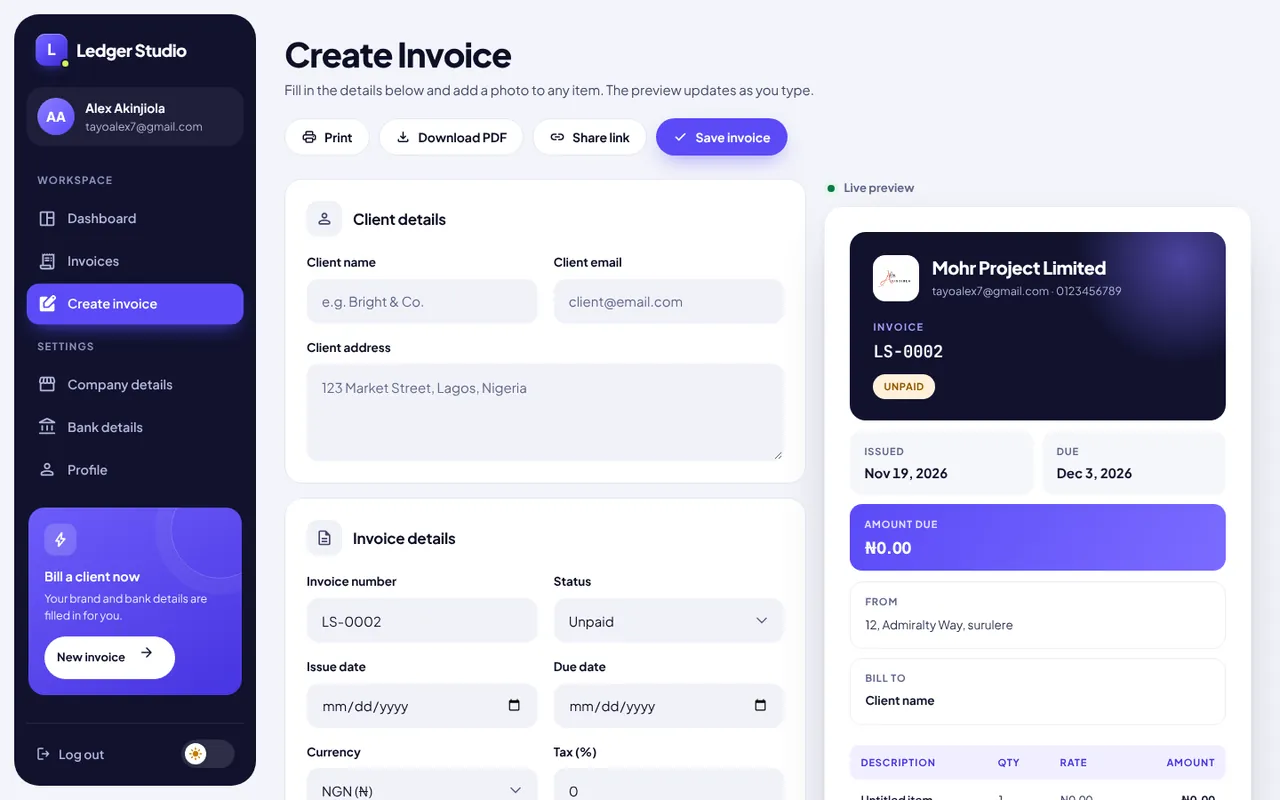 L
Ledger Studio
AA
Alex Akinjiola
tayoalex7@gmail.com
WORKSPACE
Dashboard
Invoices
Create invoice
SETTINGS
Company details
Bank details
Profile
Bill a client now
Your brand and bank details are
filled in for you.
New invoice
Log out
Create Invoice
Fill in the details below and add a photo to any item. The preview updates as you type.
Print
Download PDF
Share link
Save invoice
Client details
Client name
Client email
e.g. Bright & Co.
client@email.com
Client address
123 Market Street, Lagos, Nigeria
Invoice details
Invoice number
Status
LS-0002
Unpaid
Issue date
Due date
mm/dd/yyyy
mm/dd/yyyy
Currency
Tax (%)
NGN (₦)
0
Live preview
Mohr Project Limited
tayoalex7@gmail.com · 0123456789
INVOICE
LS-0002
UNPAID
ISSUED
Nov 19, 2026
DUE
Dec 3, 2026
AMOUNT DUE
₦0.00
FROM
12, Admiralty Way, surulere
BILL TO
Client name
DESCRIPTION QTY RATE AMOUNT
Untitled item 1 ₦0.00 ₦0.00